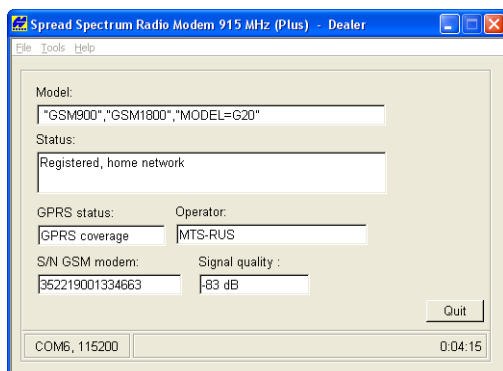 Spread Spectrum Radio Modem 915 MHz (Plus) - Dealer
File Tools Help
Model:
"GSM900","GSM1800","MODEL=G20"
Status:
Registered, home network
GPRS status: Operator:
GPRS coverage MTS-RUS
S/N GSM modem: Signal quality :
352219001334663 -83 dB
Quit
COM6, 115200 0:04:15